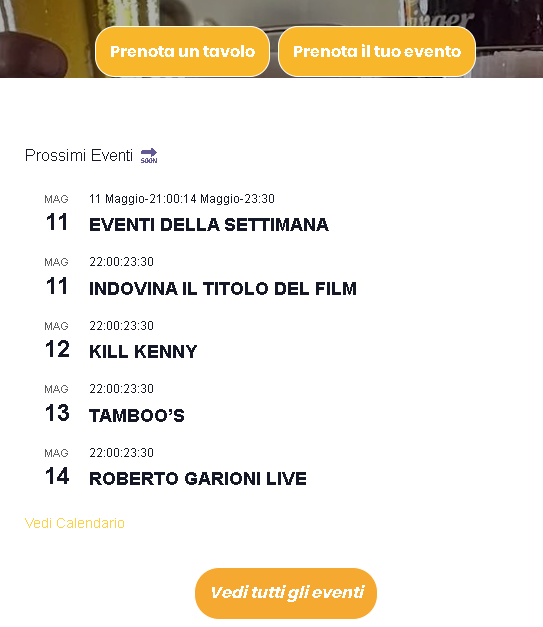 Prenota un tavolo
Prenota il tuo evento
Prossimi Eventi
SOON
MAG
11 Maggio-21:00:14 Maggio-23:30
11
EVENTI DELLA SETTIMANA
MAG
22:00:23:30
11
INDOVINA IL TITOLO DEL FILM
MAG
22:00:23:30
12
KILL KENNY
MAG
22:00:23:30
13
TAMBOO’S
MAG
22:00:23:30
14
ROBERTO GARIONI LIVE
Vedi Calendario
Vedi tutti gli eventi